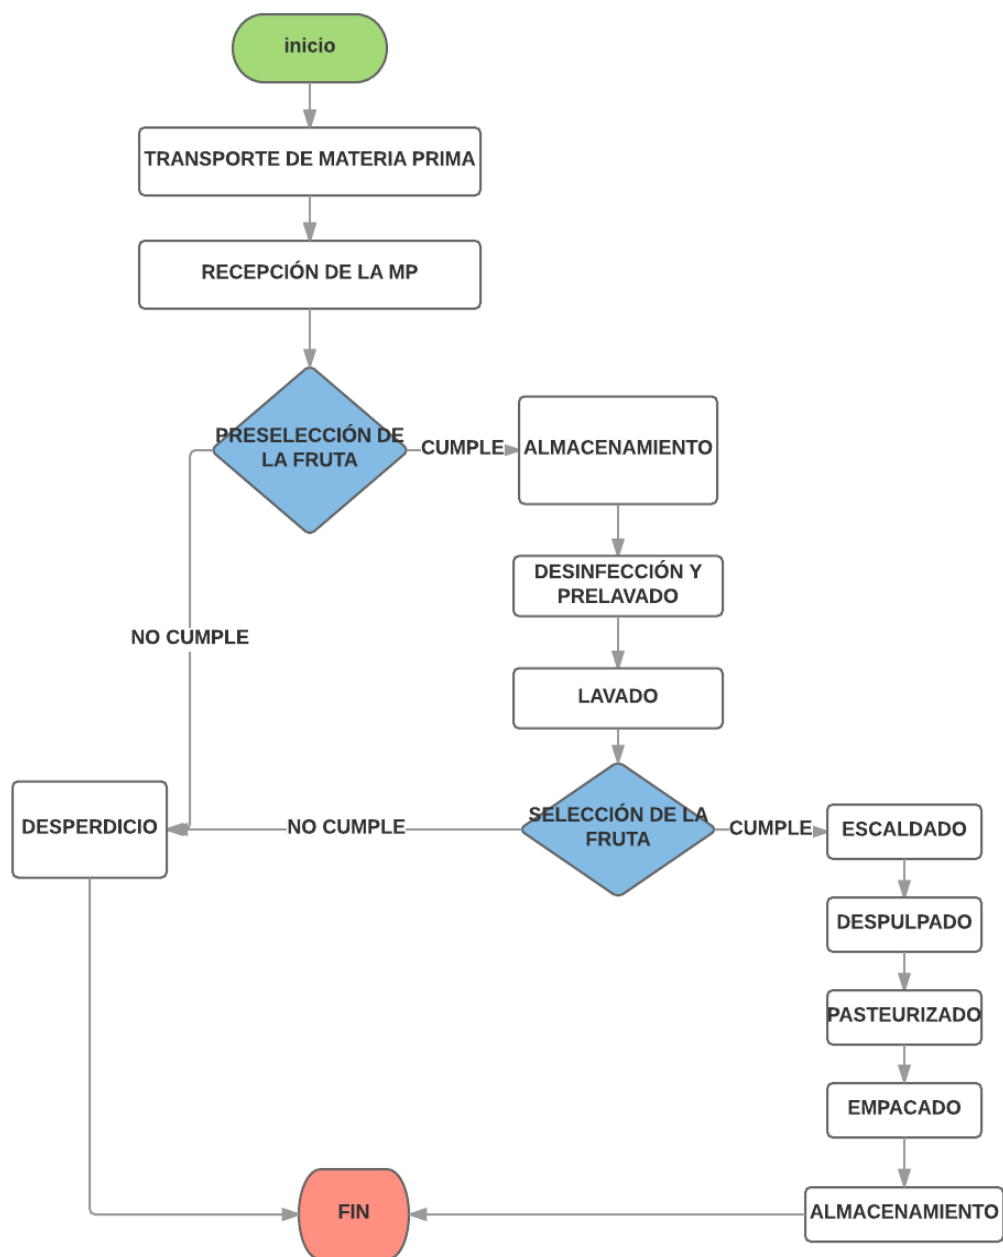 inicio
TRANSPORTE DE MATERIA PRIMA
RECEPCIÓN DE LA MP
PRESELECCIÓN DE
LA FRUTA
CUMPLE
ALMACENAMIENTO
DESINFECCIÓN Y
PRELAVADO
NO CUMPLE
LAVADO
DESPERDICIO
NO CUMPLE
SELECCIÓN DE LA
FRUTA
CUMPLE
ESCALDADO
DESPULPADO
PASTEURIZADO
EMPACADO
ALMACENAMIENTO
FIN